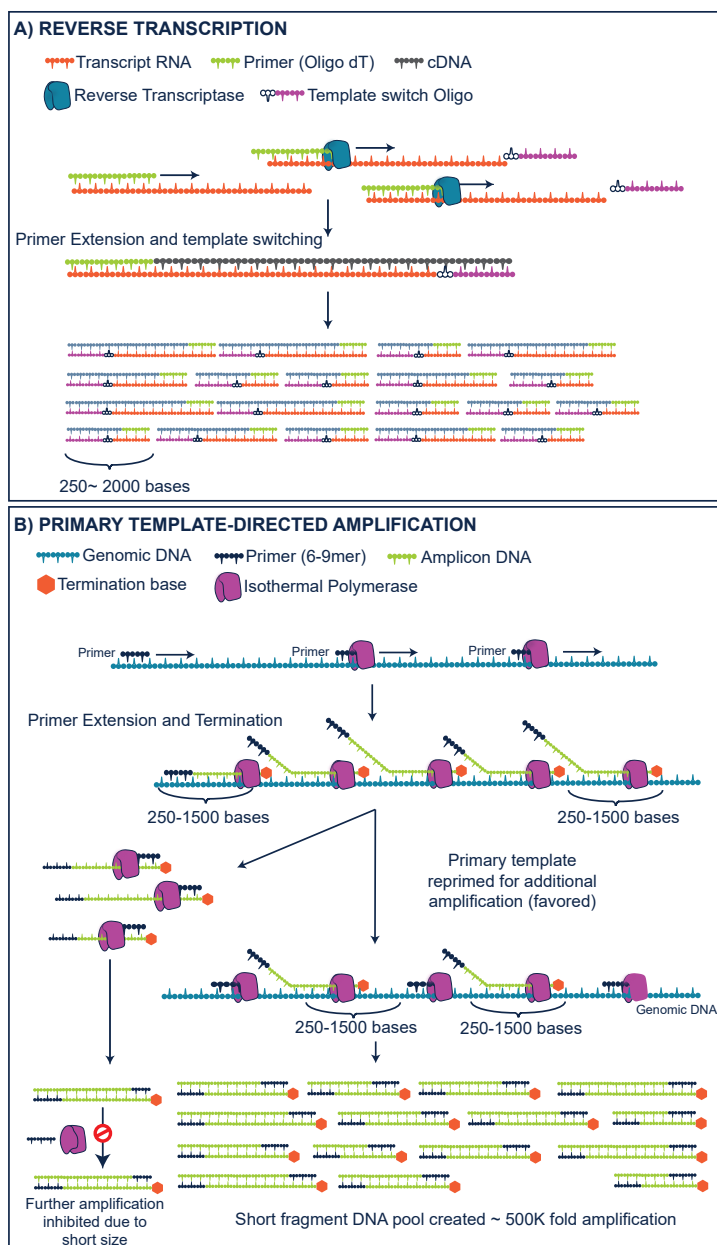 A) REVERSE TRANSCRIPTION
Transcript RNA Primer (Oligo dT) cDNA
Reverse Transcriptase Template switch Oligo
Primer Extension and template switching
250~ 2000 bases
B) PRIMARY TEMPLATE-DIRECTED AMPLIFICATION
Genomic DNA Primer (6-9mer) Amplicon DNA
Termination base Isothermal Polymerase
Primer Primer Primer
Primer Extension and Termination
250-1500 bases 250-1500 bases
Primary template
reprimed for additional
amplification (favored)
Genomic DNA
250-1500 bases 250-1500 bases
Further amplification
inhibited due to
short size
Short fragment DNA pool created ~ 500K fold amplification